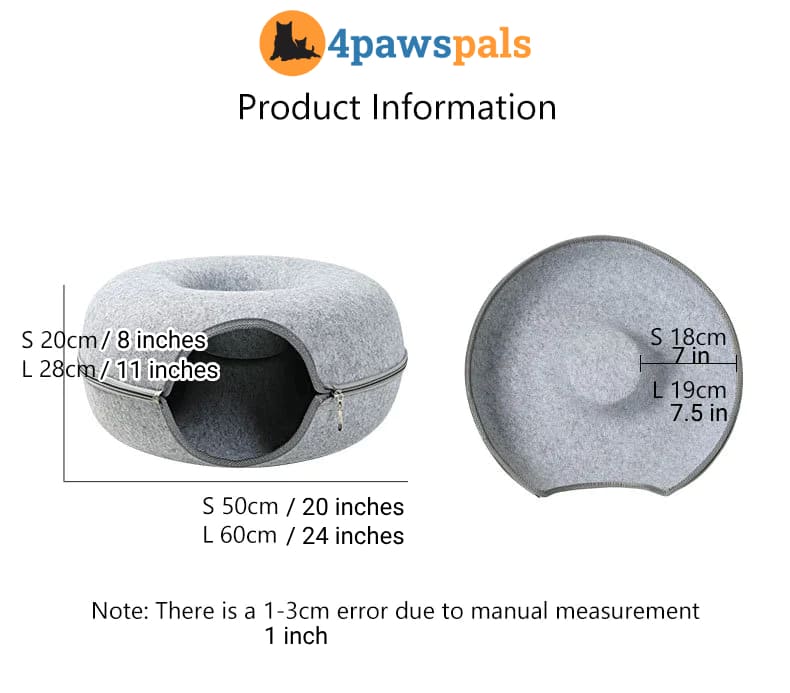 4pawspals
Product Information
S 20cm / 8 inches
L 28cm / 11 inches
S 18cm
7 in
L 19cm
7.5 in
S 50cm / 20 inches
L 60cm / 24 inches
Note: There is a 1-3cm error due to manual measurement
1 inch